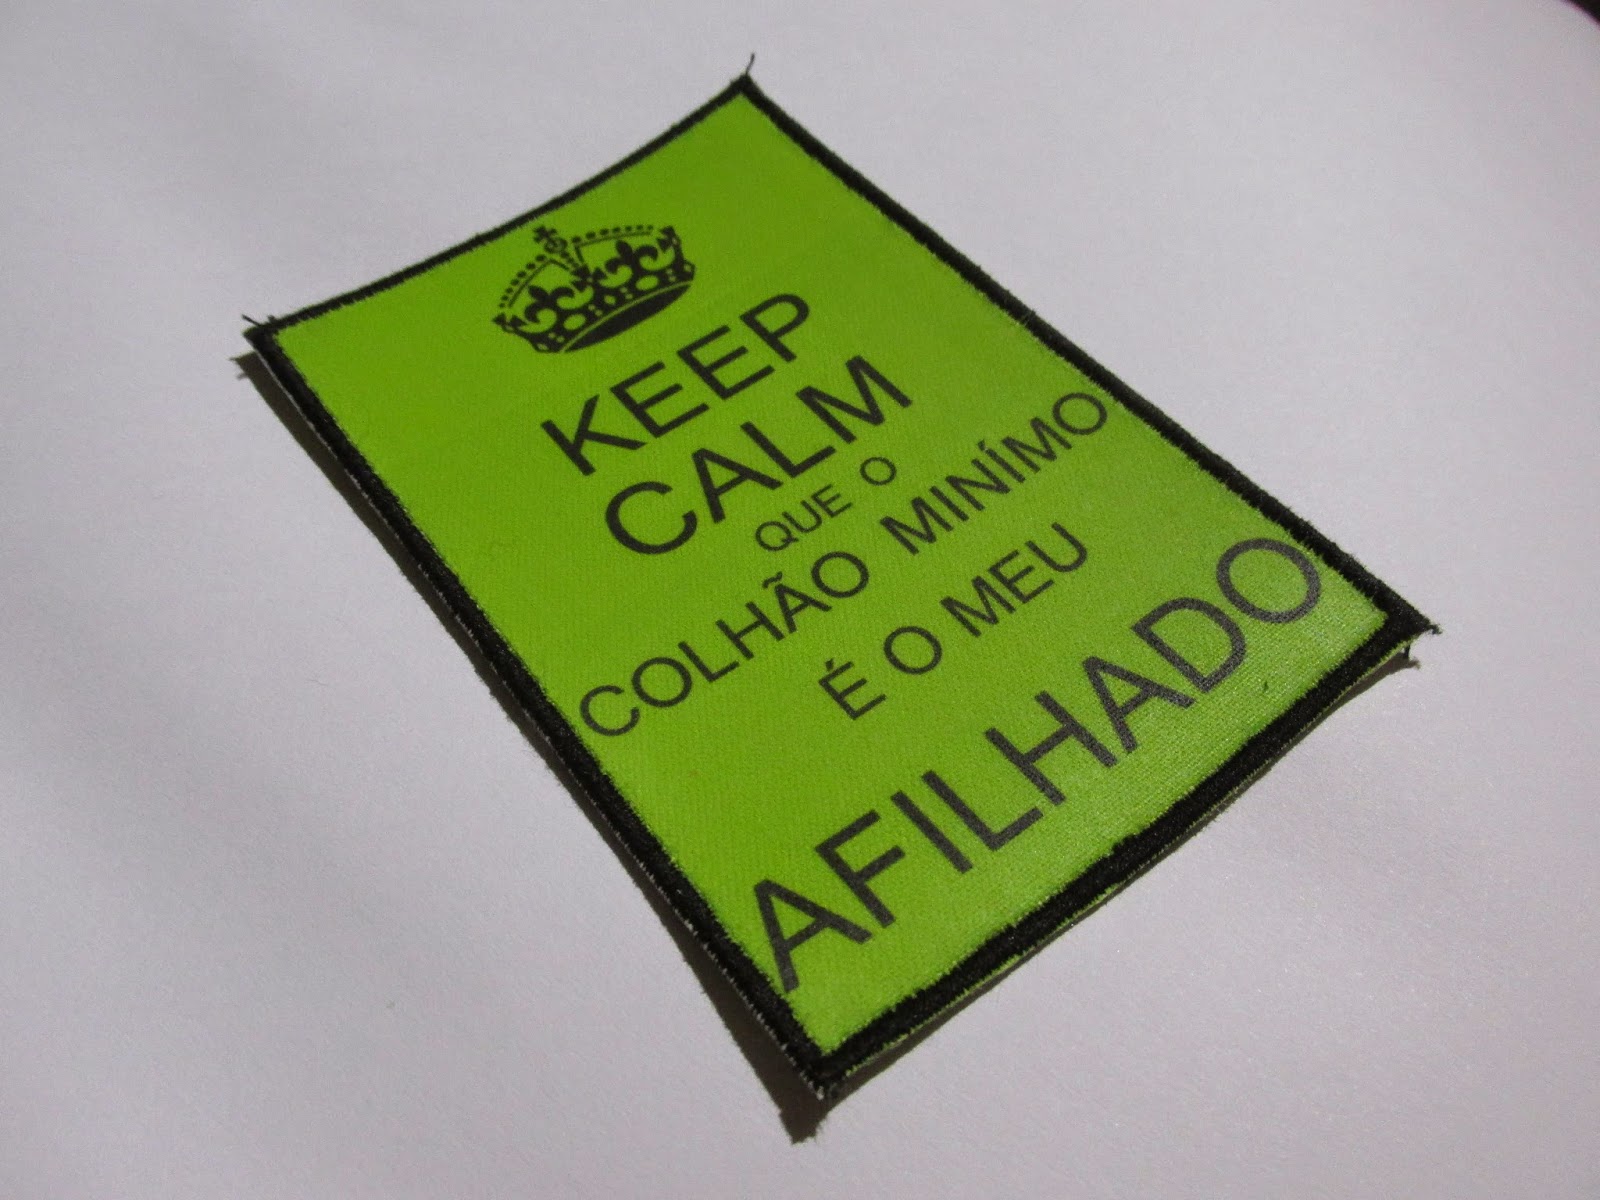 KEEP
CALM
QUE O
COLHÃO MINÍMO
É O MEU
AFILHADO